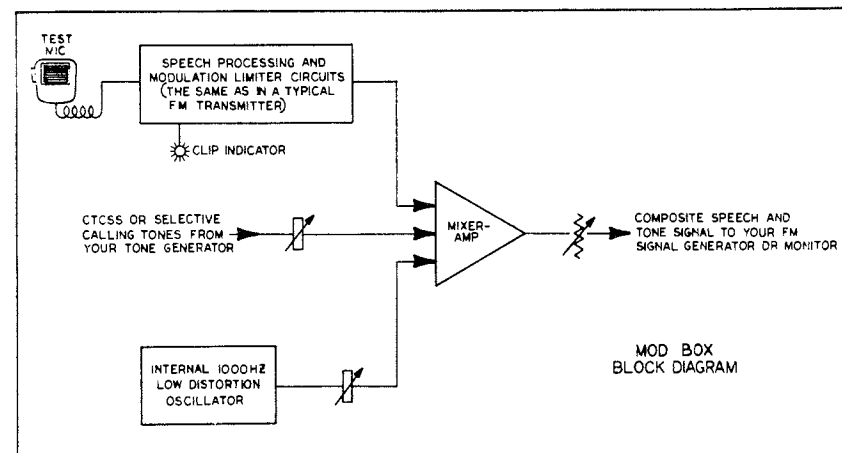 TEST
MIC
SPEECH PROCESSING AND
MODULATION LIMITER CIRCUITS
(THE SAME AS IN A TYPICAL
FM TRANSMITTER)
CLIP INDICATOR
CTCSS OR SELECTIVE
CALLING TONES FROM
YOUR TONE GENERATOR
MIXER-
AMP
COMPOSITE SPEECH AND
TONE SIGNAL TO YOUR FM
SIGNAL GENERATOR OR MONITOR
INTERNAL 1000HZ
LOW DISTORTION
OSCILLATOR
MOD BOX
BLOCK DIAGRAM